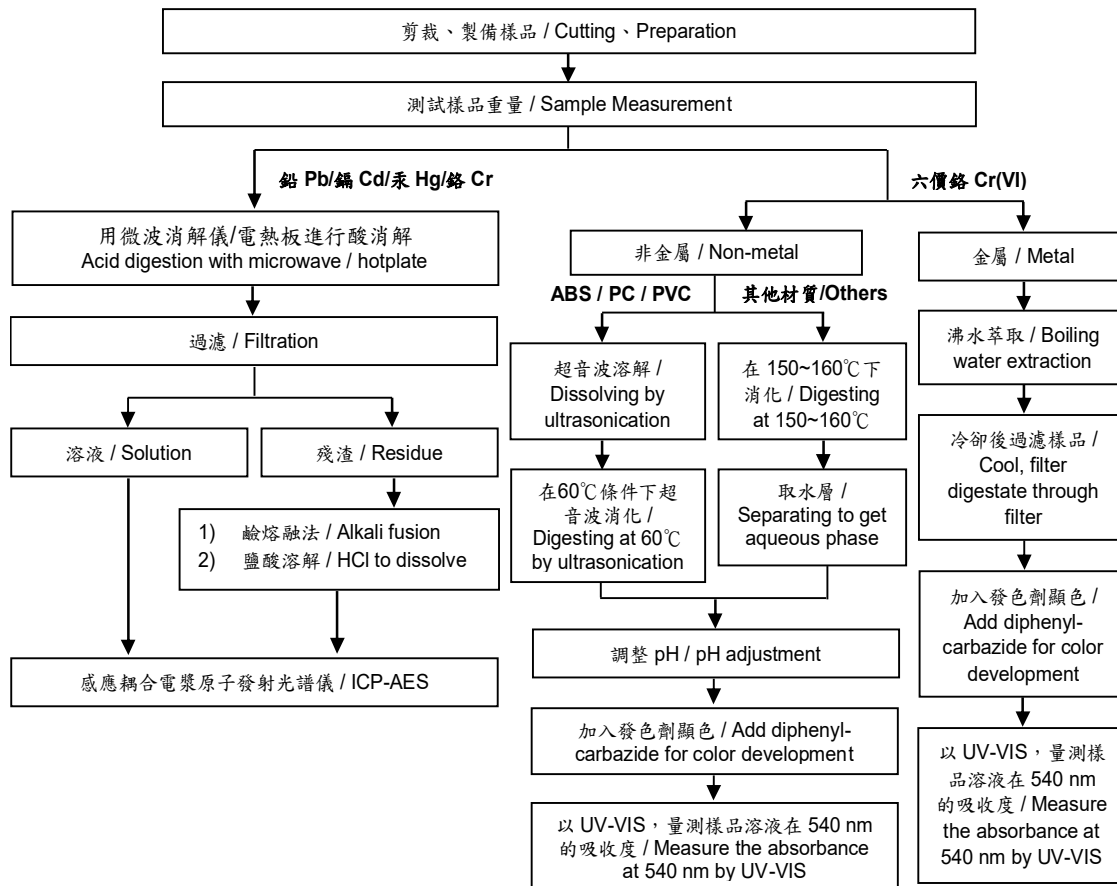 剪裁、製備樣品 / Cutting、Preparation
測試樣品重量 / Sample Measurement
鉛 Pb/鎘 Cd/汞 Hg/鉻 Cr
六價鉻 Cr(VI)
用微波消解儀/電熱板進行酸消解
Acid digestion with microwave / hotplate
過濾 / Filtration
溶液 / Solution
殘渣 / Residue
1) 鹼熔融法 / Alkali fusion
2) 鹽酸溶解 / HCl to dissolve
感應耦合電漿原子發射光譜儀 / ICP-AES
非金屬 / Non-metal
ABS / PC / PVC
其他材質/Others
超音波溶解 /
Dissolving by
ultrasonication
在60℃條件下超
音波消化 /
Digesting at 60℃
by ultrasonication
在 150~160℃下
消化 / Digesting
at 150~160℃
取水層 /
Separating to get
aqueous phase
調整 pH / pH adjustment
加入發色劑顯色 / Add diphenyl-
carbazide for color development
以 UV-VIS，量測樣品溶液在 540 nm
的吸收度 / Measure the absorbance
at 540 nm by UV-VIS
金屬 / Metal
沸水萃取 / Boiling
water extraction
冷卻後過濾樣品 /
Cool, filter
digestate through
filter
加入發色劑顯色 /
Add diphenyl-
carbazide for color
development
以 UV-VIS，量測樣
品溶液在 540 nm
的吸收度 / Measure
the absorbance at
540 nm by UV-VIS